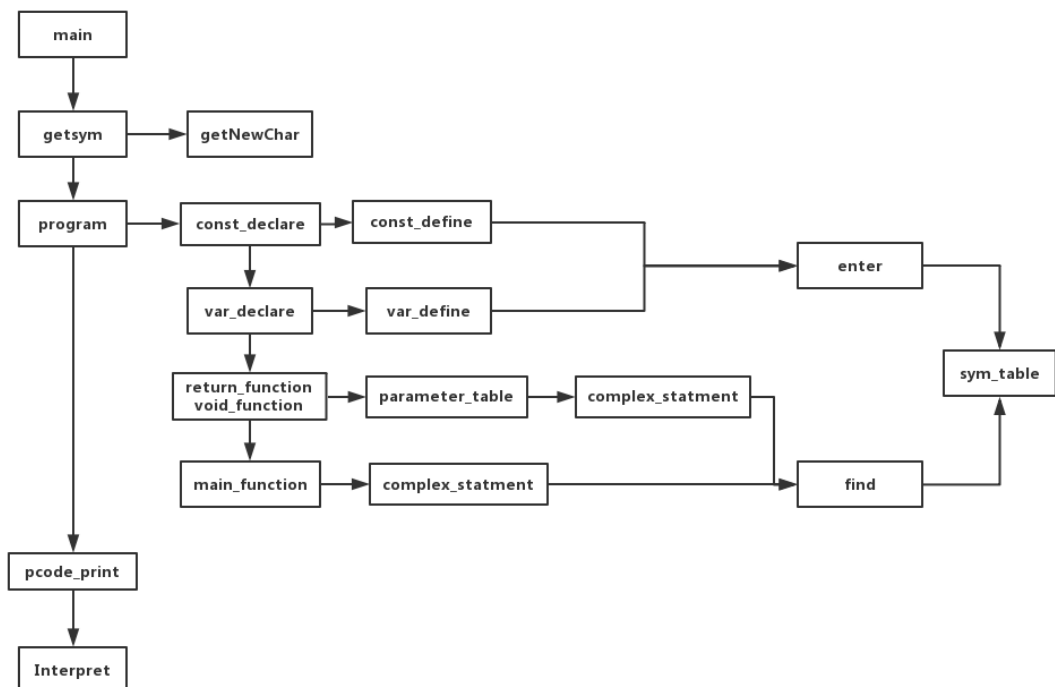 main
getsym
getNewChar
program
const_declare
const_define
enter
var_declare
var_define
sym_table
return_function
void_function
parameter_table
complex_statment
main_function
complex_statment
find
pcode_print
Interpret